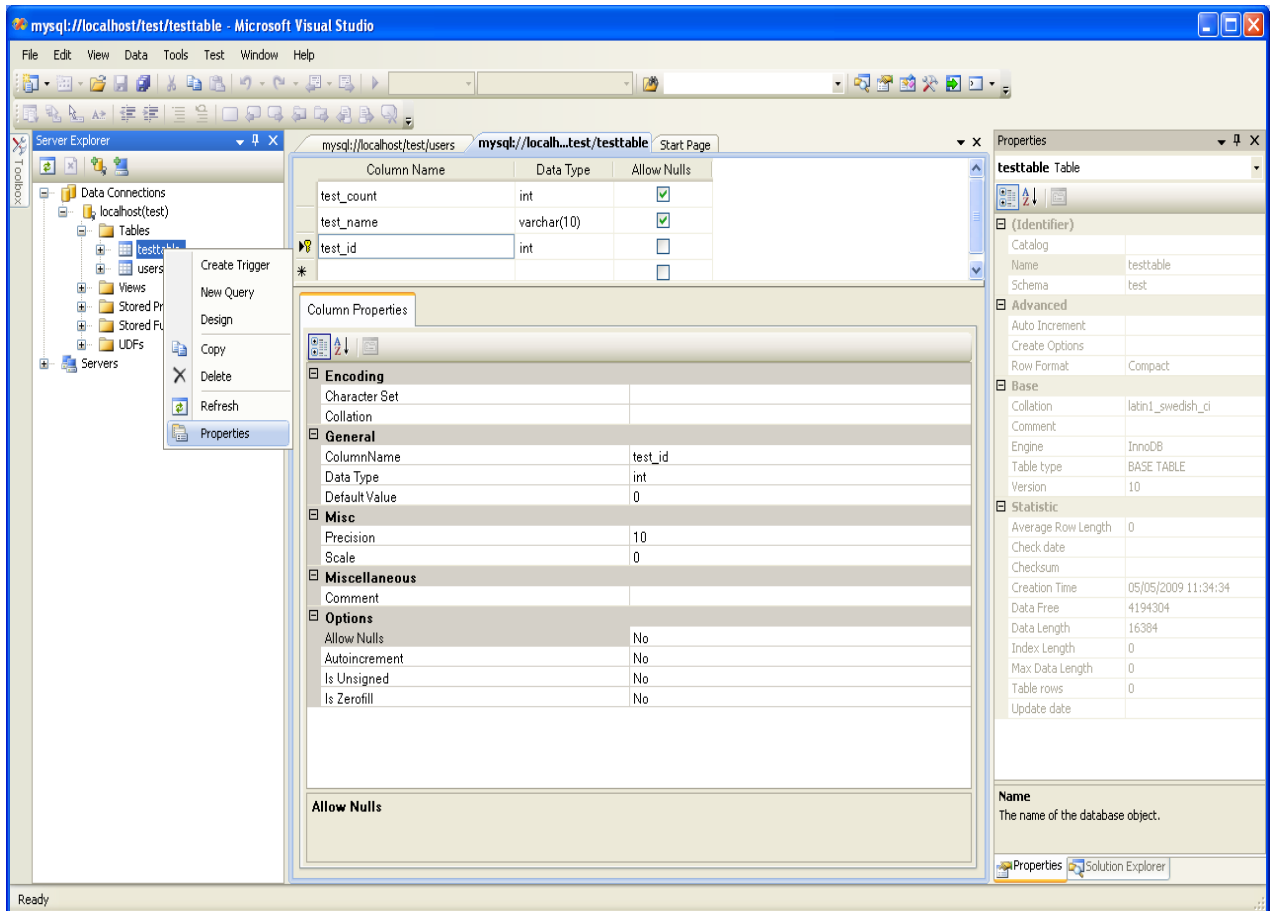 mysql://localhost/test/testtable - Microsoft Visual Studio
File Edit View Data Tools Test Window Help
Toolbox
Server Explorer
Data Connections
localhost(test)
Tables
testtable
users
Views
Stored Pr
Stored Fu
UDFs
Servers
Create Trigger
New Query
Design
Copy
Delete
Refresh
Properties
mysql://localhost/test/users mysql://localh...test/testtable Start Page
Column Name Data Type Allow Nulls
test_count int
test_name varchar(10)
test_id int
Column Properties
Encoding
Character Set
Collation
General
ColumnName test_id
Data Type int
Default Value 0
Misc
Precision 10
Scale 0
Miscellaneous
Comment
Options
Allow Nulls No
Autoincrement No
Is Unsigned No
Is Zerofill No
Allow Nulls
Properties
testtable Table
(Identifier)
Catalog
Name testtable
Schema test
Advanced
Auto Increment
Create Options
Row Format Compact
Base
Collation latin1_swedish_ci
Comment
Engine InnoDB
Table type BASE TABLE
Version 10
Statistic
Average Row Length 0
Check date
Checksum
Creation Time 05/05/2009 11:34:34
Data Free 4194304
Data Length 16384
Index Length 0
Max Data Length 0
Table rows 0
Update date
Name
The name of the database object.
Properties Solution Explorer
Ready